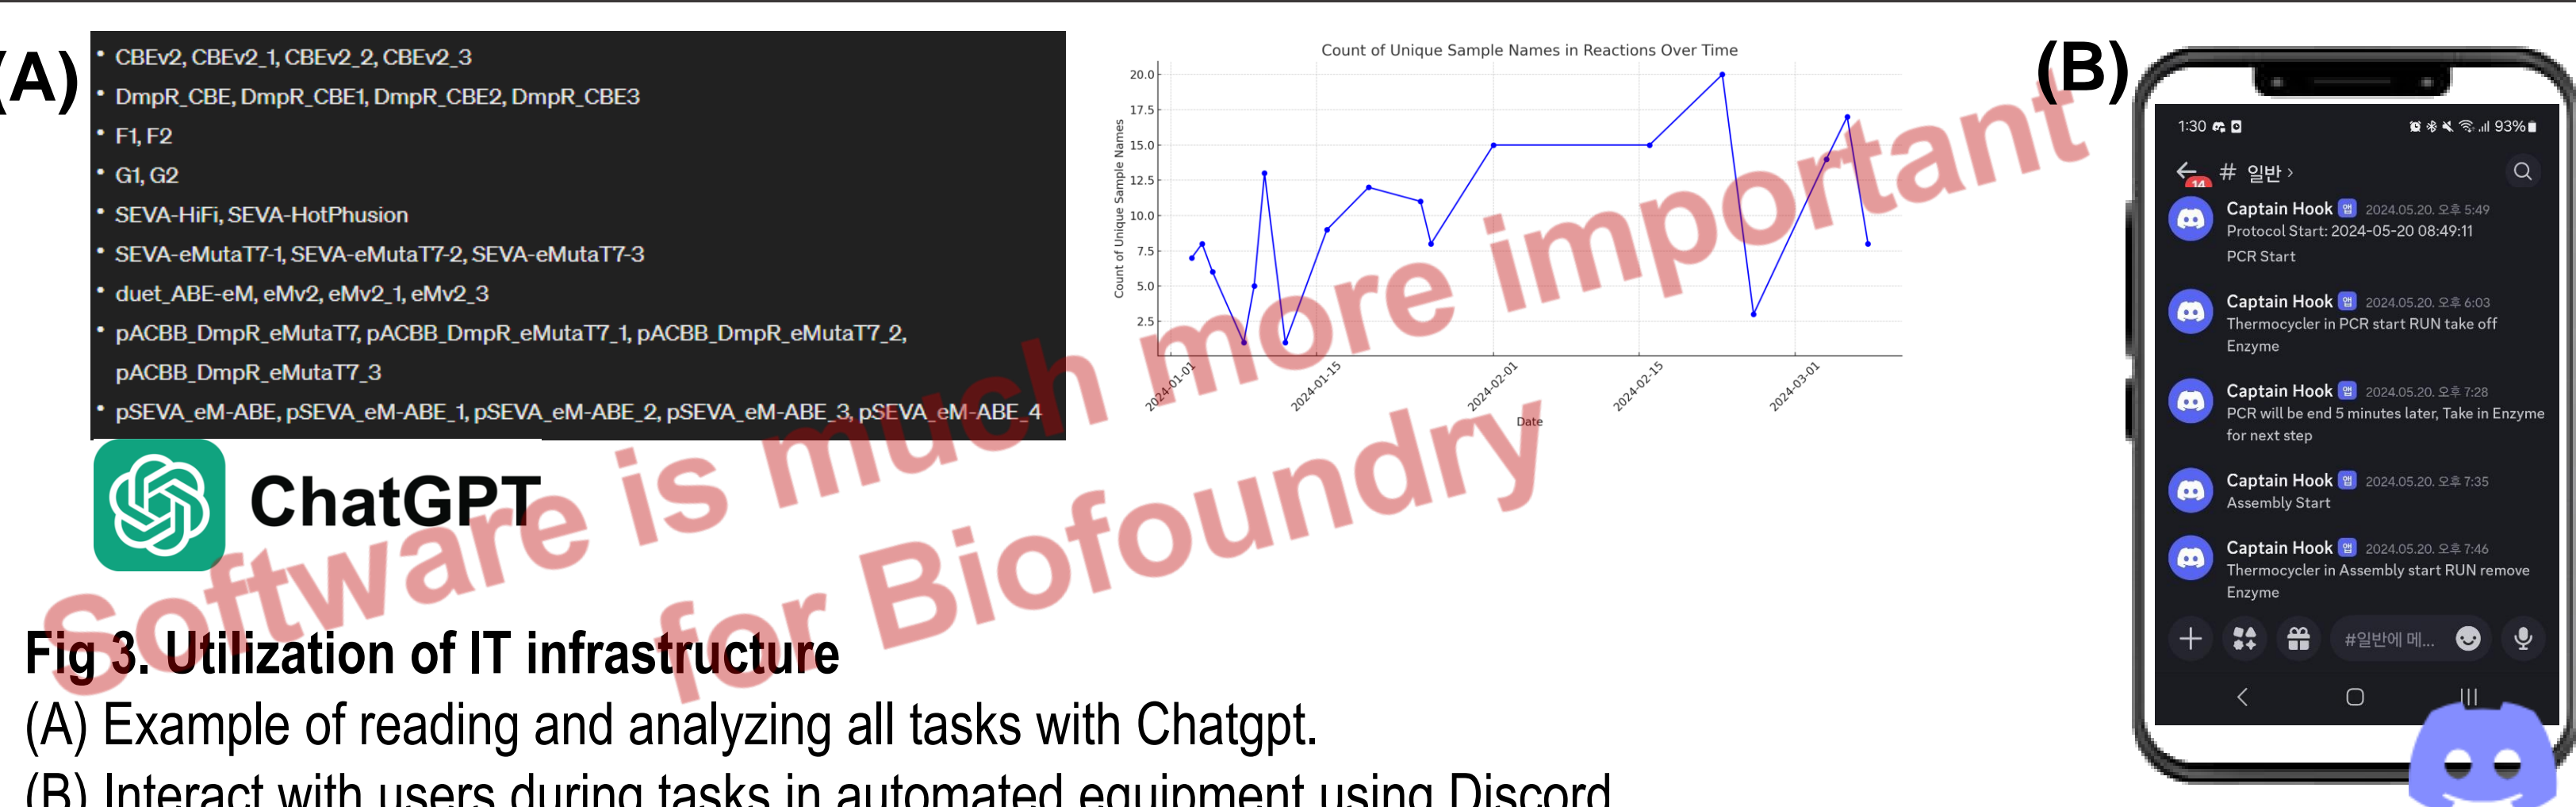 (A)
• CBEv2, CBEv2_1, CBEv2_2, CBEv2_3
• DmpR_CBE, DmpR_CBE1, DmpR_CBE2, DmpR_CBE3
• F1, F2
• G1, G2
• SEVA-HiFi, SEVA-HotPhusion
• SEVA-eMutaT7-1, SEVA-eMutaT7-2, SEVA-eMutaT7-3
• duet_ABE-eM, eMv2, eMv2_1, eMv2_3
• pACBB_DmpR_eMutaT7, pACBB_DmpR_eMutaT7_1, pACBB_DmpR_eMutaT7_2,
pACBB_DmpR_eMutaT7_3
• pSEVA_eM-ABE, pSEVA_eM-ABE_1, pSEVA_eM-ABE_2, pSEVA_eM-ABE_3, pSEVA_eM-ABE_4
ChatGPT
Count of Unique Sample Names in Reactions Over Time
Count of Unique Sample Names
20.0
17.5
15.0
12.5
10.0
7.5
5.0
2.5
2024-01-01
2024-01-15
2024-02-01
2024-02-15
2024-03-01
Date
(B)
1:30
93%
14
# 일반 ›
Captain Hook 앱 2024.05.20. 오후 5:49
Protocol Start: 2024-05-20 08:49:11
PCR Start
Captain Hook 앱 2024.05.20. 오후 6:03
Thermocycler in PCR start RUN take off
Enzyme
Captain Hook 앱 2024.05.20. 오후 7:28
PCR will be end 5 minutes later, Take in Enzyme
for next step
Captain Hook 앱 2024.05.20. 오후 7:35
Assembly Start
Captain Hook 앱 2024.05.20. 오후 7:46
Thermocycler in Assembly start RUN remove
Enzyme
#일반에 메...
Software is much more important
for Biofoundry
Fig 3. Utilization of IT infrastructure
(A) Example of reading and analyzing all tasks with Chatgpt.
(B) Interact with users during tasks in automated equipment using Discord